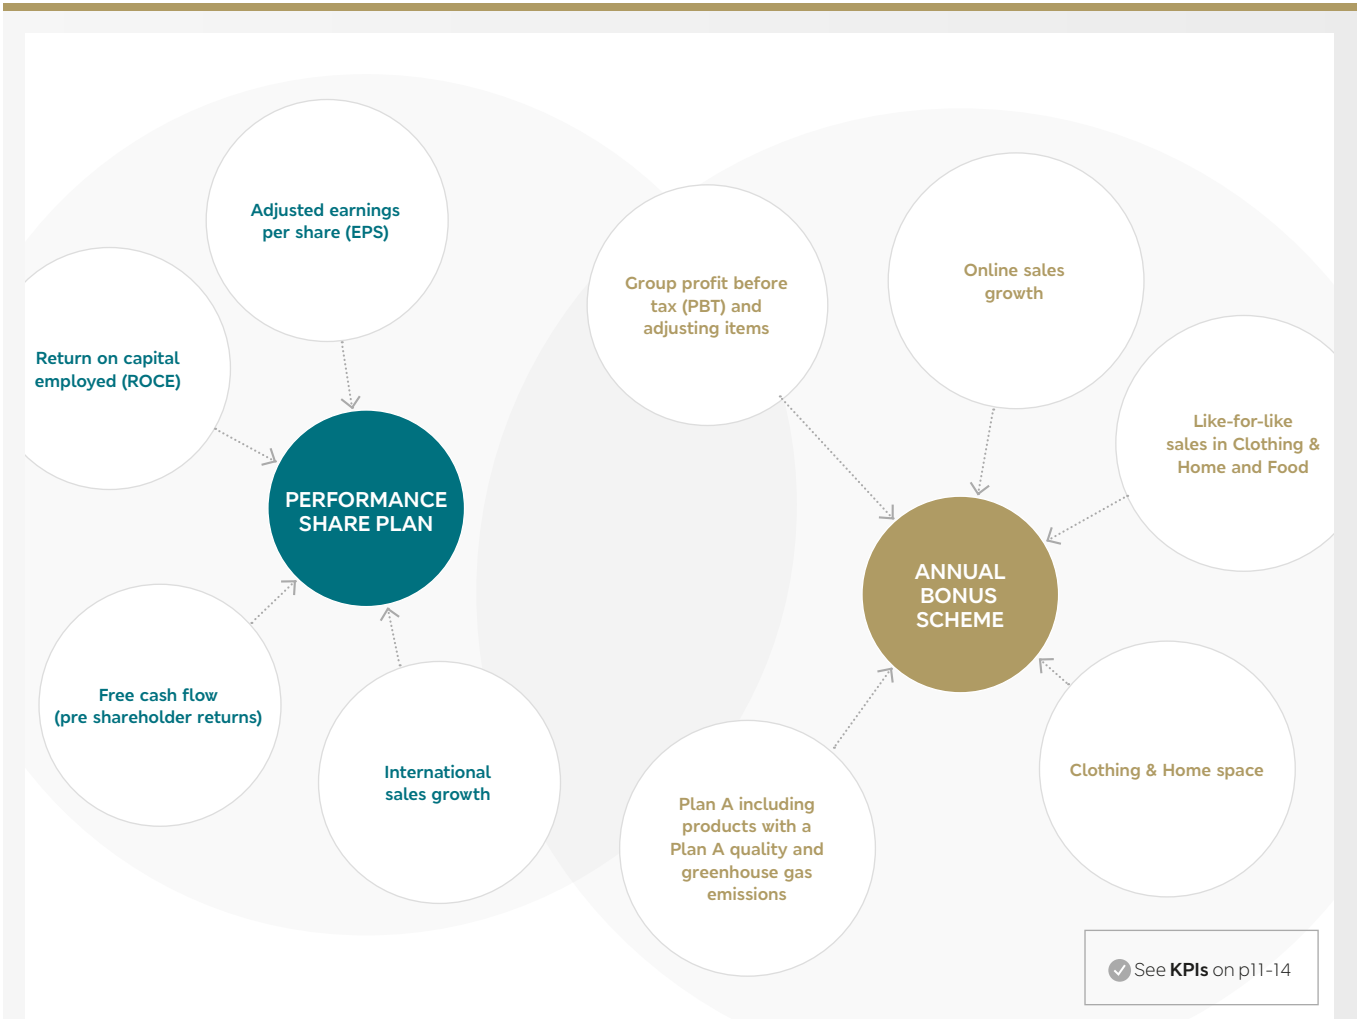 Adjusted earnings
per share (EPS)
Return on capital
employed (ROCE)
PERFORMANCE
SHARE PLAN
Free cash flow
(pre shareholder returns)
International
sales growth
Group profit before
tax (PBT) and
adjusting items
Online sales
growth
Like-for-like
sales in Clothing &
Home and Food
ANNUAL
BONUS
SCHEME
Clothing & Home space
Plan A including
products with a
Plan A quality and
greenhouse gas
emissions
See KPIs on p11-14